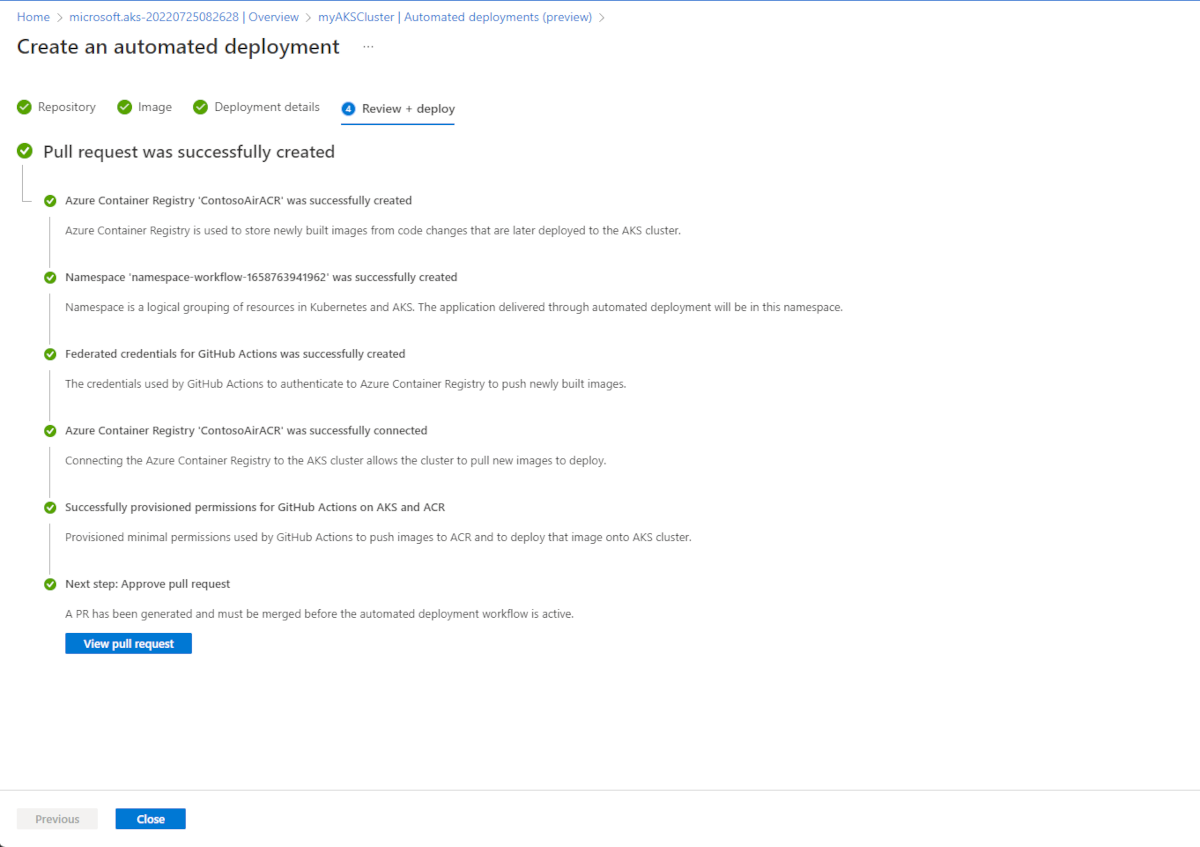 Home > microsoft.aks-20220725082628 | Overview > myAKSCluster | Automated deployments (preview) >
Create an automated deployment ...
Repository Image Deployment details 4 Review + deploy
Pull request was successfully created
Azure Container Registry 'ContosoAirACR' was successfully created
Azure Container Registry is used to store newly built images from code changes that are later deployed to the AKS cluster.
Namespace 'namespace-workflow-1658763941962' was successfully created
Namespace is a logical grouping of resources in Kubernetes and AKS. The application delivered through automated deployment will be in this namespace.
Federated credentials for GitHub Actions was successfully created
The credentials used by GitHub Actions to authenticate to Azure Container Registry to push newly built images.
Azure Container Registry 'ContosoAirACR' was successfully connected
Connecting the Azure Container Registry to the AKS cluster allows the cluster to pull new images to deploy.
Successfully provisioned permissions for GitHub Actions on AKS and ACR
Provisioned minimal permissions used by GitHub Actions to push images to ACR and to deploy that image onto AKS cluster.
Next step: Approve pull request
A PR has been generated and must be merged before the automated deployment workflow is active.
View pull request
Previous Close